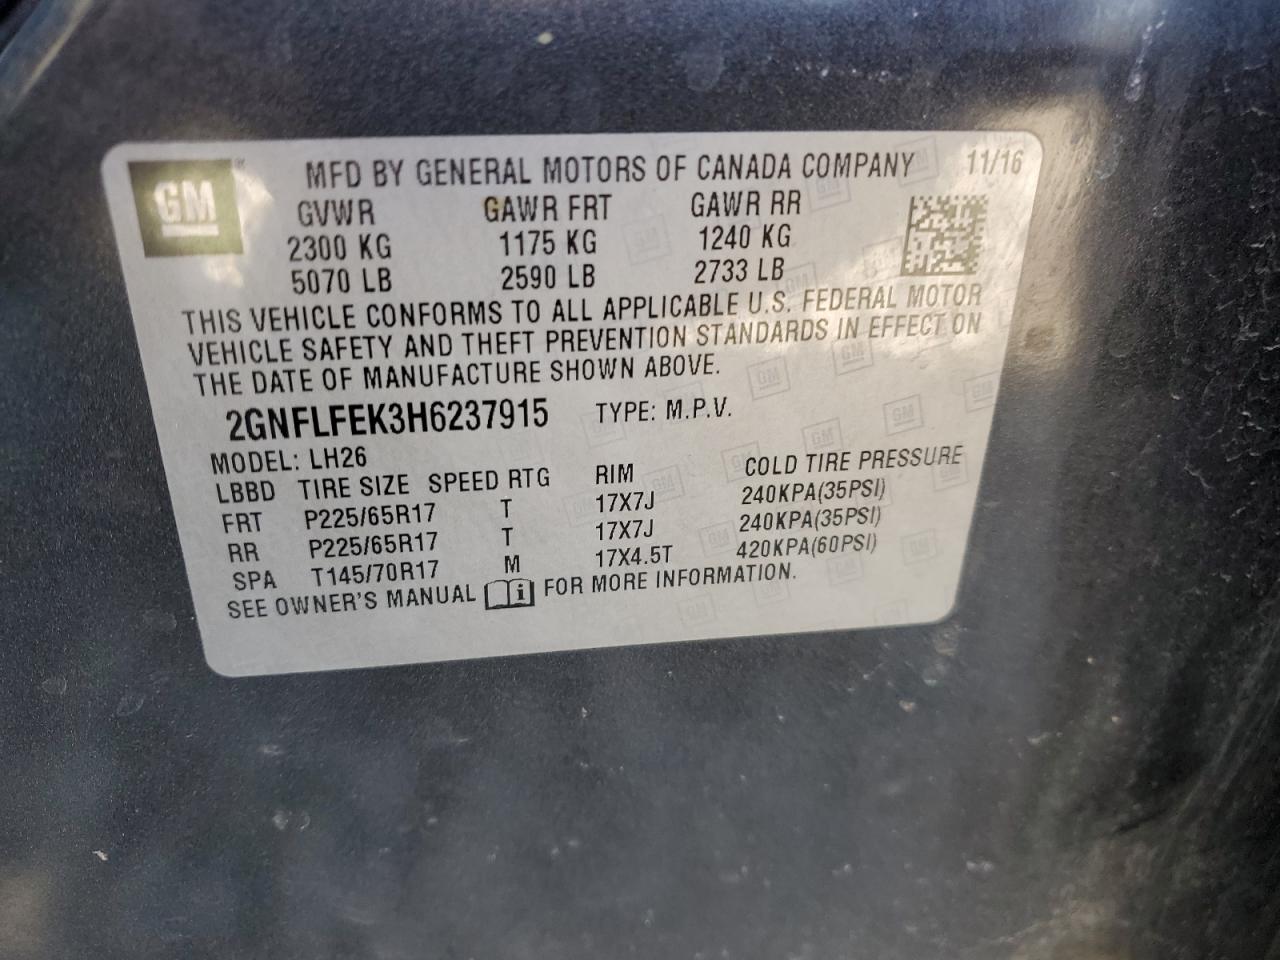 GM ® MFD BY GENERAL MOTORS OF CANADA COMPANY 11/16
GVWR GAWR FRT GAWR RR
2300 KG 1175 KG 1240 KG
5070 LB 2590 LB 2733 LB
THIS VEHICLE CONFORMS TO ALL APPLICABLE U.S. FEDERAL MOTOR
VEHICLE SAFETY AND THEFT PREVENTION STANDARDS IN EFFECT ON
THE DATE OF MANUFACTURE SHOWN ABOVE.
2GNFLFEK3H6237915 TYPE: M.P.V.
MODEL: LH26
LBBD TIRE SIZE SPEED RTG RIM COLD TIRE PRESSURE
FRT P225/65R17 T 17X7J 240KPA(35PSI)
RR P225/65R17 T 17X7J 240KPA(35PSI)
SPA T145/70R17 M 17X4.5T 420KPA(60PSI)
SEE OWNER'S MANUAL i FOR MORE INFORMATION.